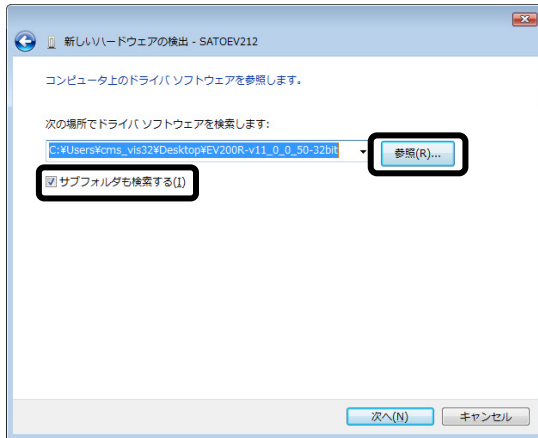 新しいハードウェアの検出 - SATOEV212
コンピュータ上のドライバ ソフトウェアを参照します。
次の場所でドライバ ソフトウェアを検索します:
C:¥Users¥cms_vis32¥Desktop¥EV200R-v11_0_0_50-32bit
参照(R)...
サブフォルダも検索する(I)
次へ(N) キャンセル